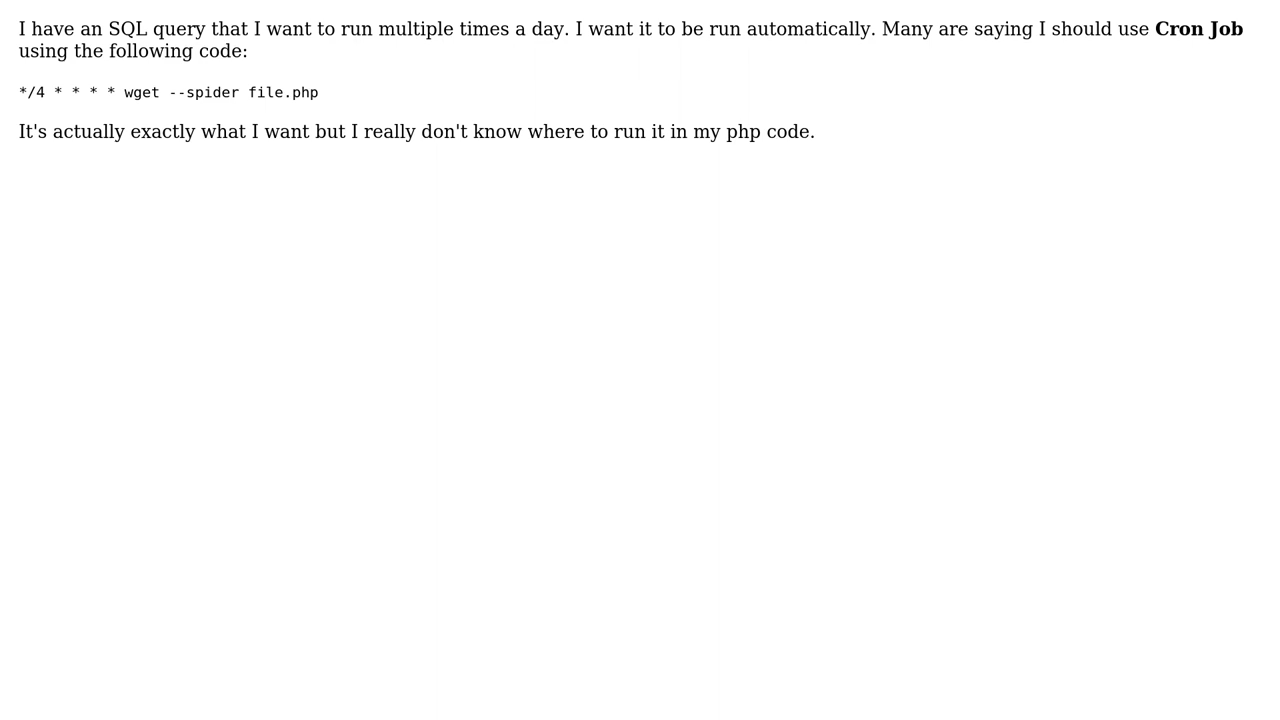 I have an SQL query that I want to run multiple times a day. I want it to be run automatically. Many are saying I should use Cron Job
using the following code:
*/4 * * * * wget --spider file.php
It's actually exactly what I want but I really don't know where to run it in my php code.